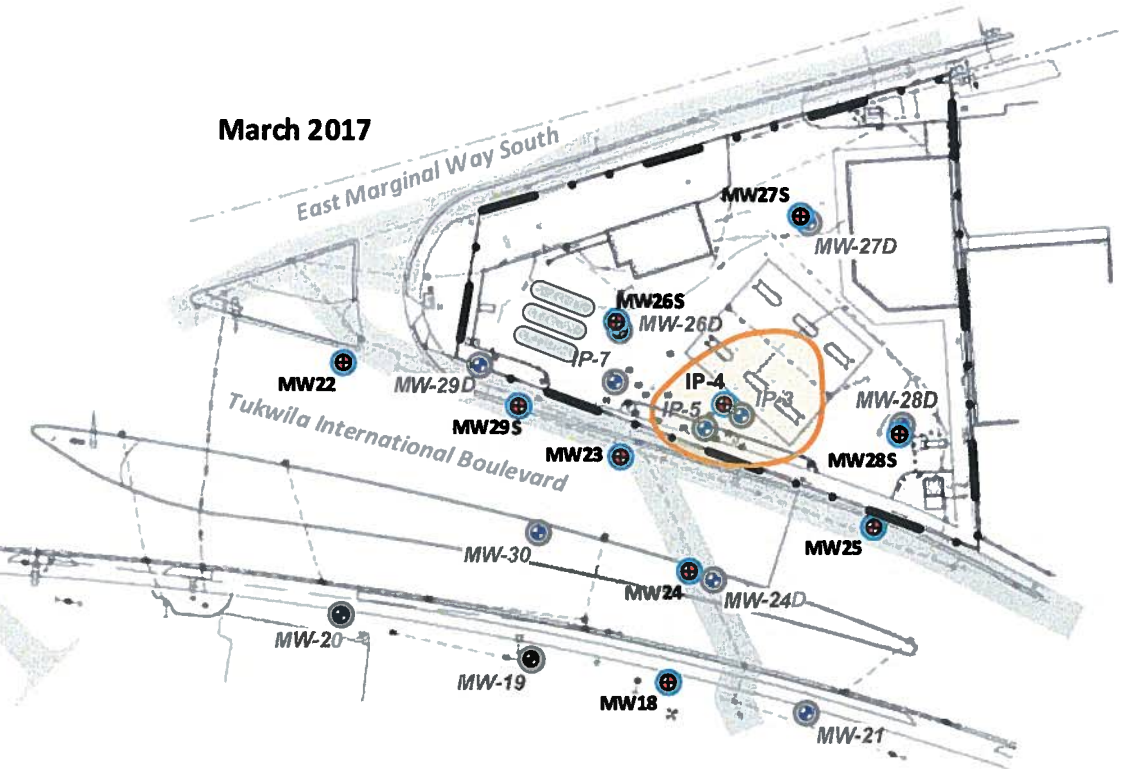 March 2017
East Marginal Way South
MW27S
MW-27D
MW26S
MW-26D
IP-7
MW22
MW-29D
IP-4
IP-3
IP-5
MW-28D
Tukwila International Boulevard
MW29S
MW23
MW28S
MW25
MW-30
MW24
MW-24D
MW-20
MW-19
MW18
MW-21